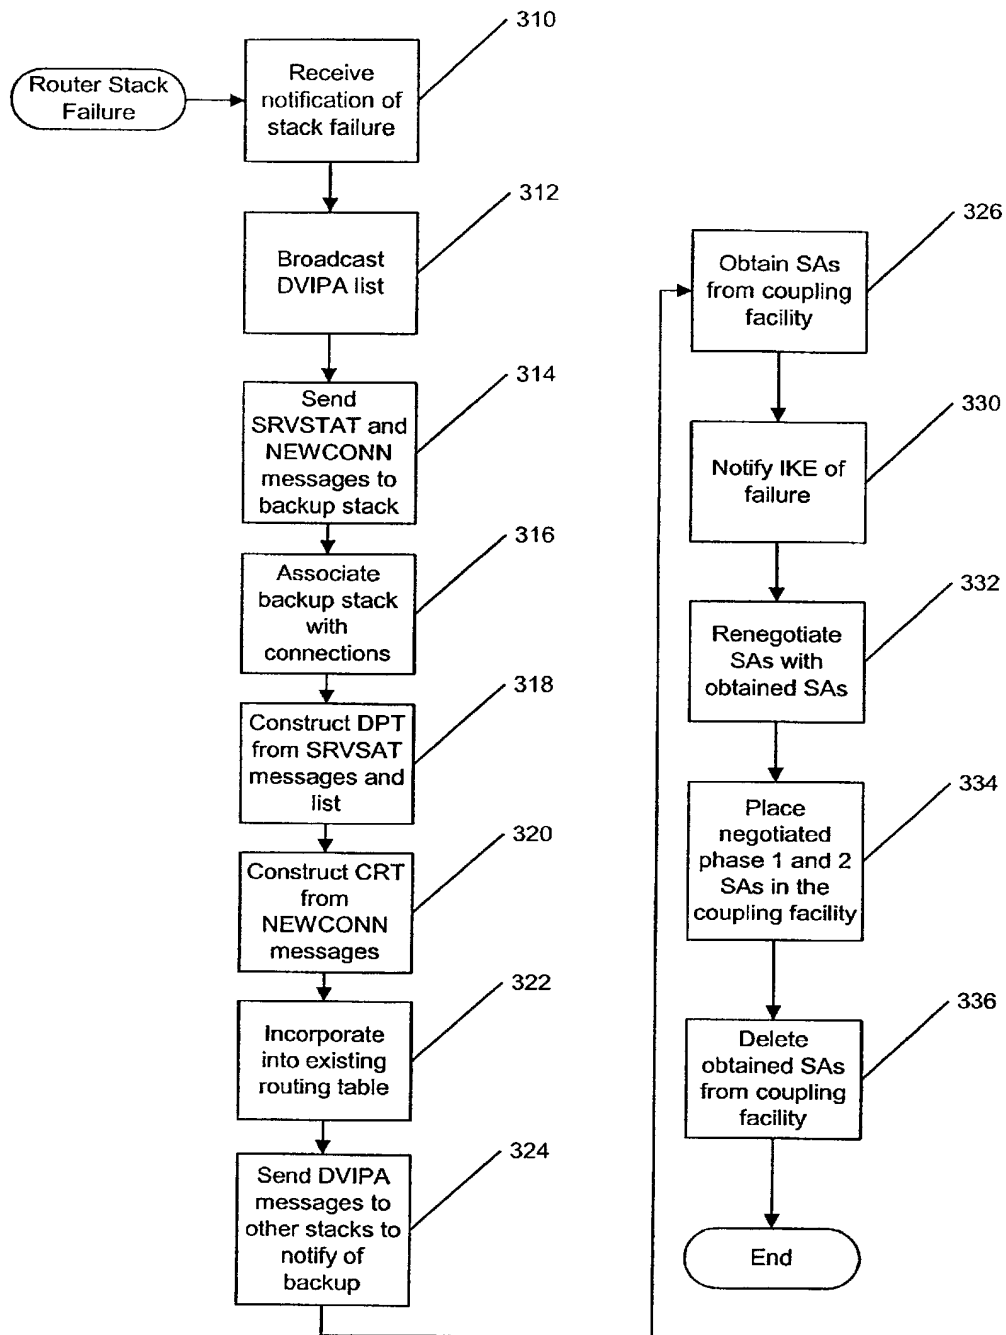 Router Stack
Failure
310
Receive
notification of
stack failure
312
Broadcast
DVIPA list
314
Send
SRVSTAT and
NEWCONN
messages to
backup stack
316
Associate
backup stack
with
connections
318
Construct DPT
from SRVSAT
messages and
list
320
Construct CRT
from
NEWCONN
messages
322
Incorporate
into existing
routing table
324
Send DVIPA
messages to
other stacks to
notify of
backup
326
Obtain SAs
from coupling
facility
330
Notify IKE of
failure
332
Renegotiate
SAs with
obtained SAs
334
Place
negotiated
phase 1 and 2
SAs in the
coupling facility
336
Delete
obtained SAs
from coupling
facility
End